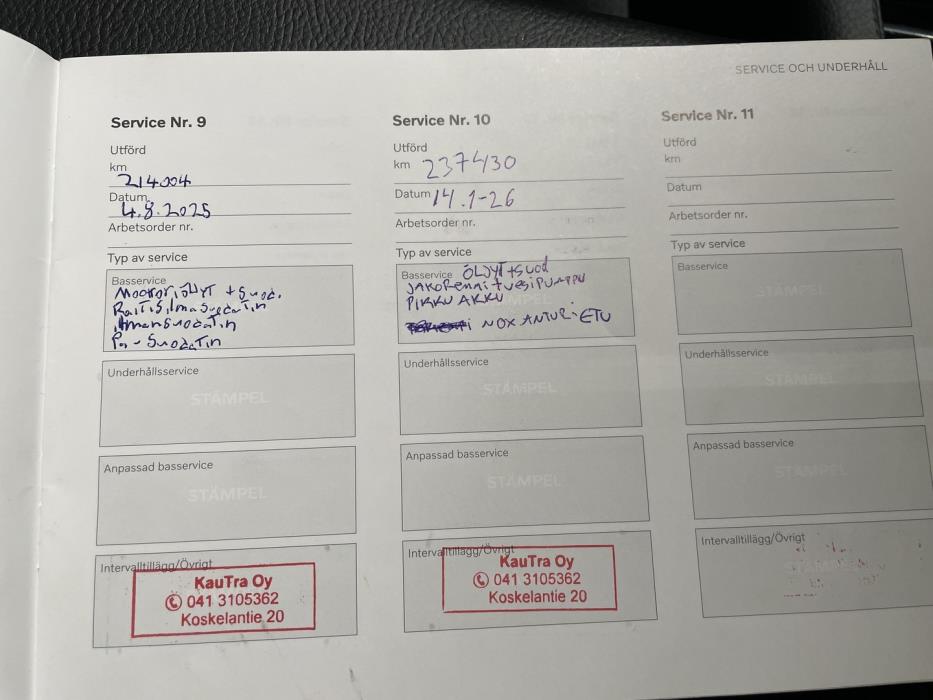 SERVICE OCH UNDERHÅLL
Service Nr. 9
Utförd
km
214004
Datum
4.8.2025
Arbetsorder nr.
Typ av service
Basservice
Moottoriöljyt + Suod.
Raitisilmasuodatin
ilmansuodatin
Pa-Suodatin
Underhållsservice
STÄMPEL
Anpassad basservice
STÄMPEL
Intervalltillägg/Övrigt
KauTra Oy
041 3105362
Koskelantie 20
Service Nr. 10
Utförd
km 237430
Datum 14.1-26
Arbetsorder nr.
Typ av service
Basservice ÖLJYT + suod
JAKORemmi + VESIPUMPPU
PIKKU AKKU
NOX ANTURI-ETU
Underhållsservice
STÄMPEL
Anpassad basservice
STÄMPEL
Intervalltillägg/Övrigt
KauTra Oy
041 3105362
Koskelantie 20
Service Nr. 11
Utförd
km
Datum
Arbetsorder nr.
Typ av service
Basservice
STÄMPEL
Underhållsservice
STÄMPEL
Anpassad basservice
STÄMPEL
Intervalltillägg/Övrigt
STÄMPEL